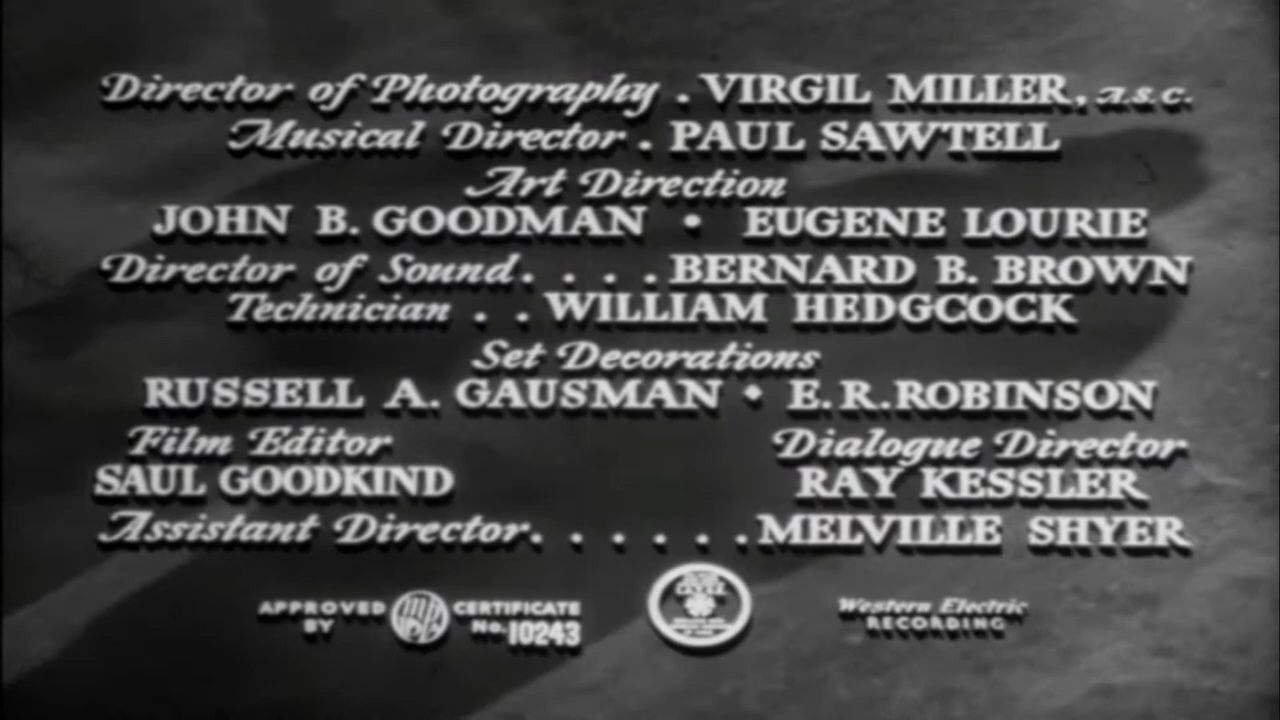 Director of Photography . VIRGIL MILLER, A.S.C.
Musical Director . PAUL SAWTELL
Art Direction
JOHN B. GOODMAN • EUGENE LOURIE
Director of Sound. . . . BERNARD B. BROWN
Technician . . WILLIAM HEDGCOCK
Set Decorations
RUSSELL A. GAUSMAN • E.R.ROBINSON
Film Editor
SAUL GOODKIND
Dialogue Director
RAY KESSLER
Assistant Director. . . . . . MELVILLE SHYER
APPROVED BY
CERTIFICATE No. 10243
Western Electric
RECORDING